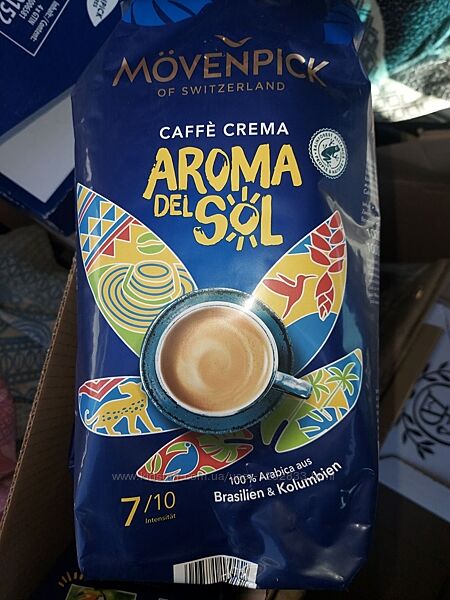 MÖVENPICK
OF SWITZERLAND
CAFFÈ CREMA
AROMA
DEL SOL
100% Arabica aus
Brasilien & Kolumbien
7/10
Intensität